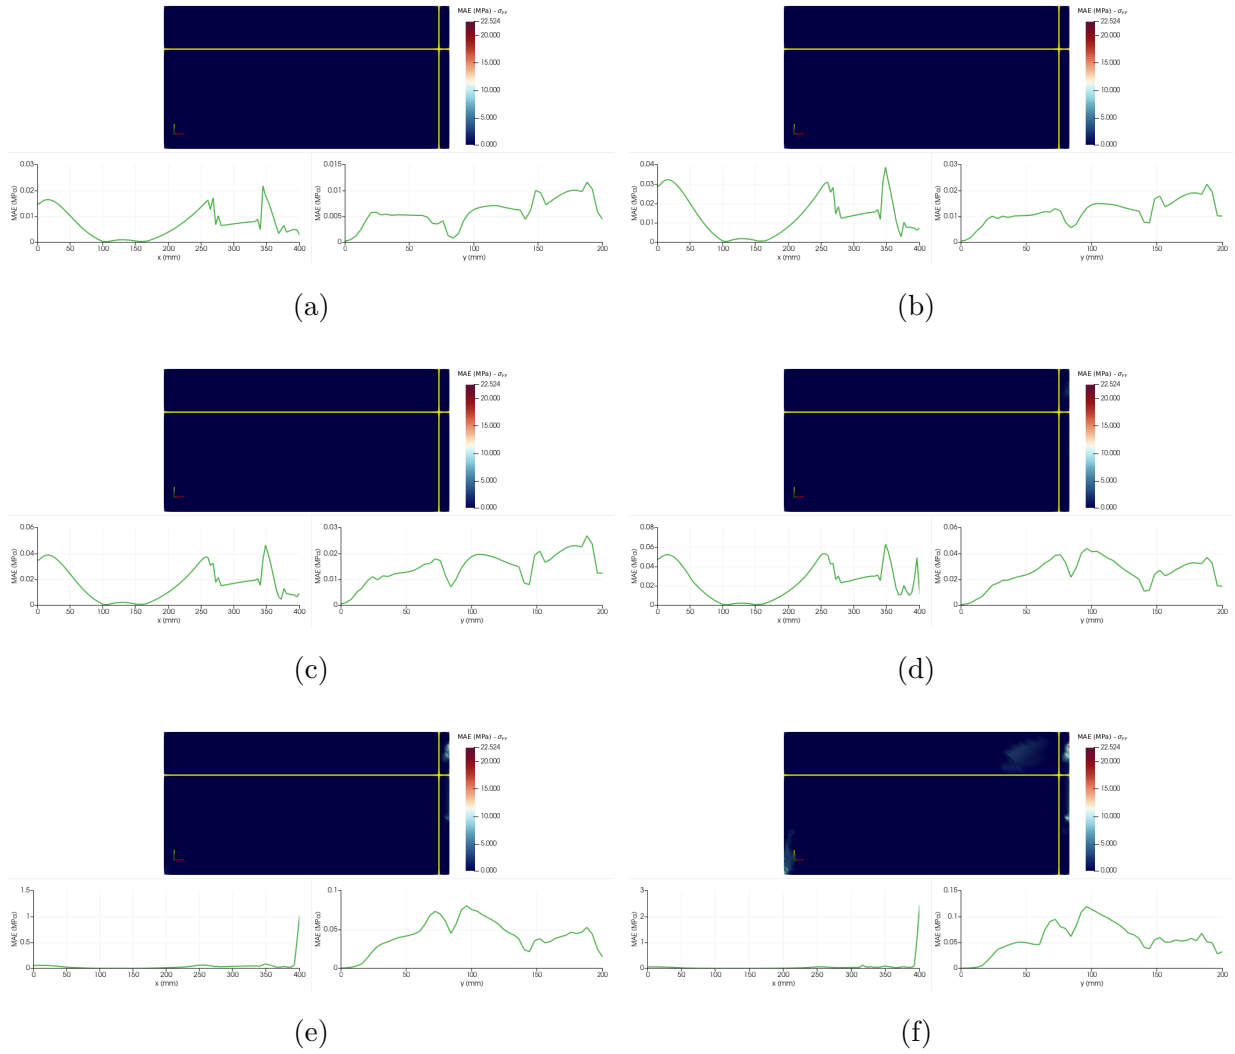 MAE (MPa) - σyy
22.524
20.000
15.000
10.000
5.000
0.000
MAE (MPa)
0.03
0.02
0.01
0
0 50 100 150 200 250 300 350 400
x (mm)
MAE (MPa)
0.015
0.010
0.005
0
0 50 100 150 200
y (mm)
(a)
MAE (MPa) - σyy
22.524
20.000
15.000
10.000
5.000
0.000
MAE (MPa)
0.04
0.03
0.02
0.01
0
0 50 100 150 200 250 300 350 400
x (mm)
MAE (MPa)
0.03
0.02
0.01
0
0 50 100 150 200
y (mm)
(b)
MAE (MPa) - σyy
22.524
20.000
15.000
10.000
5.000
0.000
MAE (MPa)
0.06
0.04
0.02
0
0 50 100 150 200 250 300 350 400
x (mm)
MAE (MPa)
0.03
0.02
0.01
0
0 50 100 150 200
y (mm)
(c)
MAE (MPa) - σyy
22.524
20.000
15.000
10.000
5.000
0.000
MAE (MPa)
0.08
0.06
0.04
0.02
0
0 50 100 150 200 250 300 350 400
x (mm)
MAE (MPa)
0.06
0.04
0.02
0
0 50 100 150 200
y (mm)
(d)
MAE (MPa) - σyy
22.524
20.000
15.000
10.000
5.000
0.000
MAE (MPa)
1.5
1
0.5
0
0 50 100 150 200 250 300 350 400
x (mm)
MAE (MPa)
0.1
0.05
0
0 50 100 150 200
y (mm)
(e)
MAE (MPa) - σyy
22.524
20.000
15.000
10.000
5.000
0.000
MAE (MPa)
3
2
1
0
0 50 100 150 200 250 300 350 400
x (mm)
MAE (MPa)
0.15
0.10
0.05
0
0 50 100 150 200
y (mm)
(f)